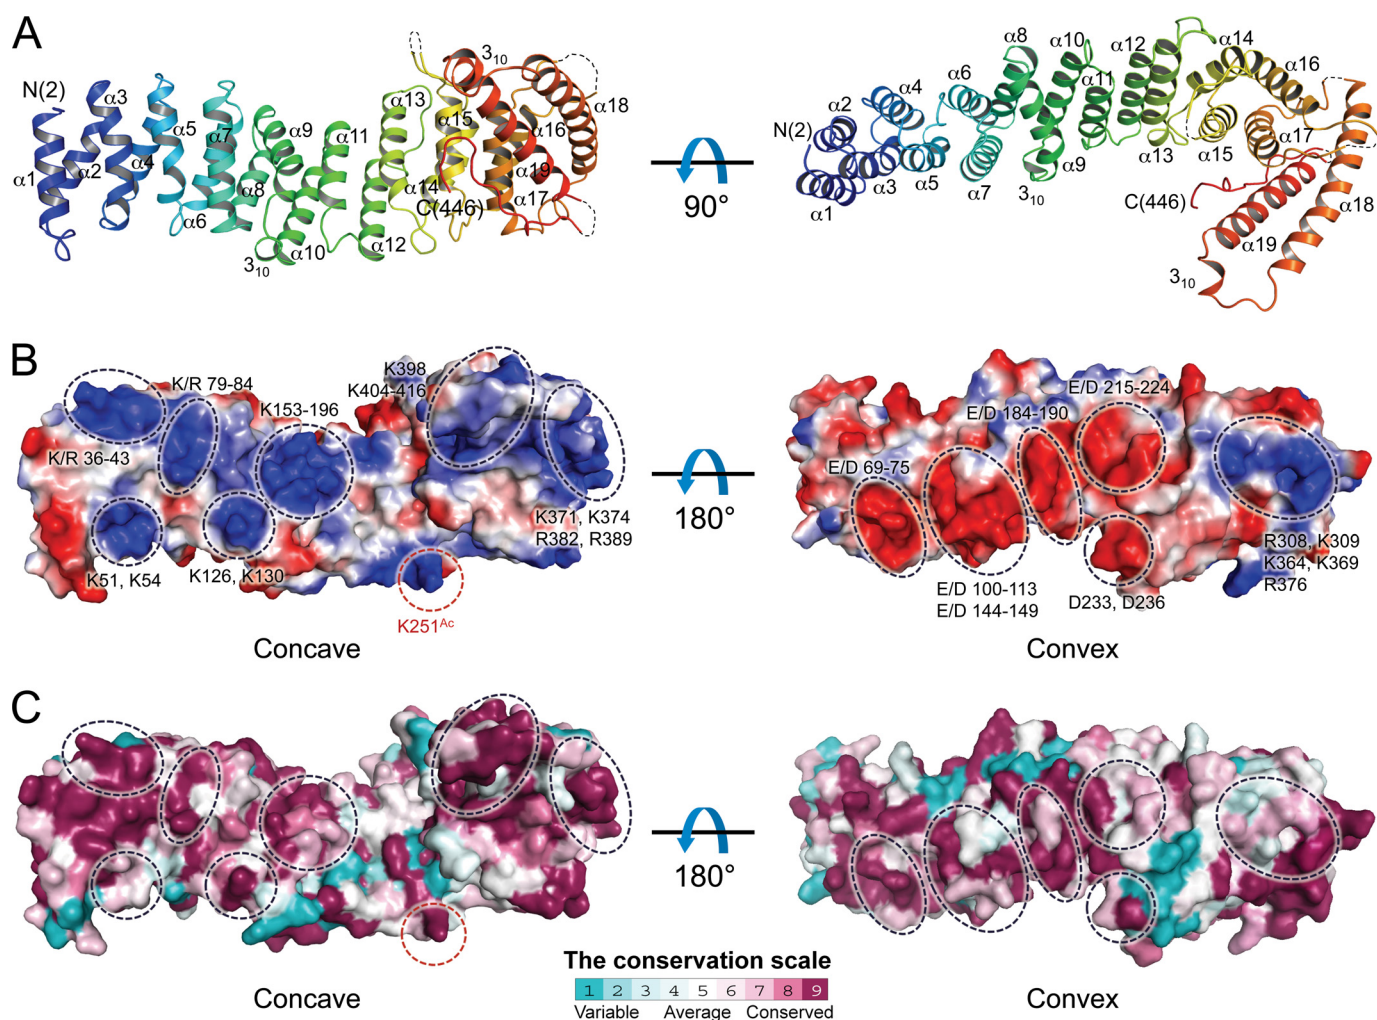 A
N(2)
α1
α2
α3
α4
α5
α6
α7
α8
α9
3₁₀
α10
α11
α12
α13
α14
C(446)
α15
3₁₀
α16
α19
α17
α18
90°
N(2)
α1
α2
α3
α4
α5
α6
α7
α8
3₁₀
α9
α10
α11
α12
α13
α14
α15
α16
α17
C(446)
α18
α19
3₁₀
B
K/R 79-84
K153-196
K398
K404-416
K/R 36-43
K51, K54
K126, K130
K371, K374
R382, R389
K251ᴬᶜ
Concave
180°
E/D 215-224
E/D 184-190
E/D 69-75
E/D 100-113
E/D 144-149
D233, D236
R308, K309
K364, K369
R376
Convex
C
Concave
180°
Convex
The conservation scale
1 2 3 4 5 6 7 8 9
Variable Average Conserved